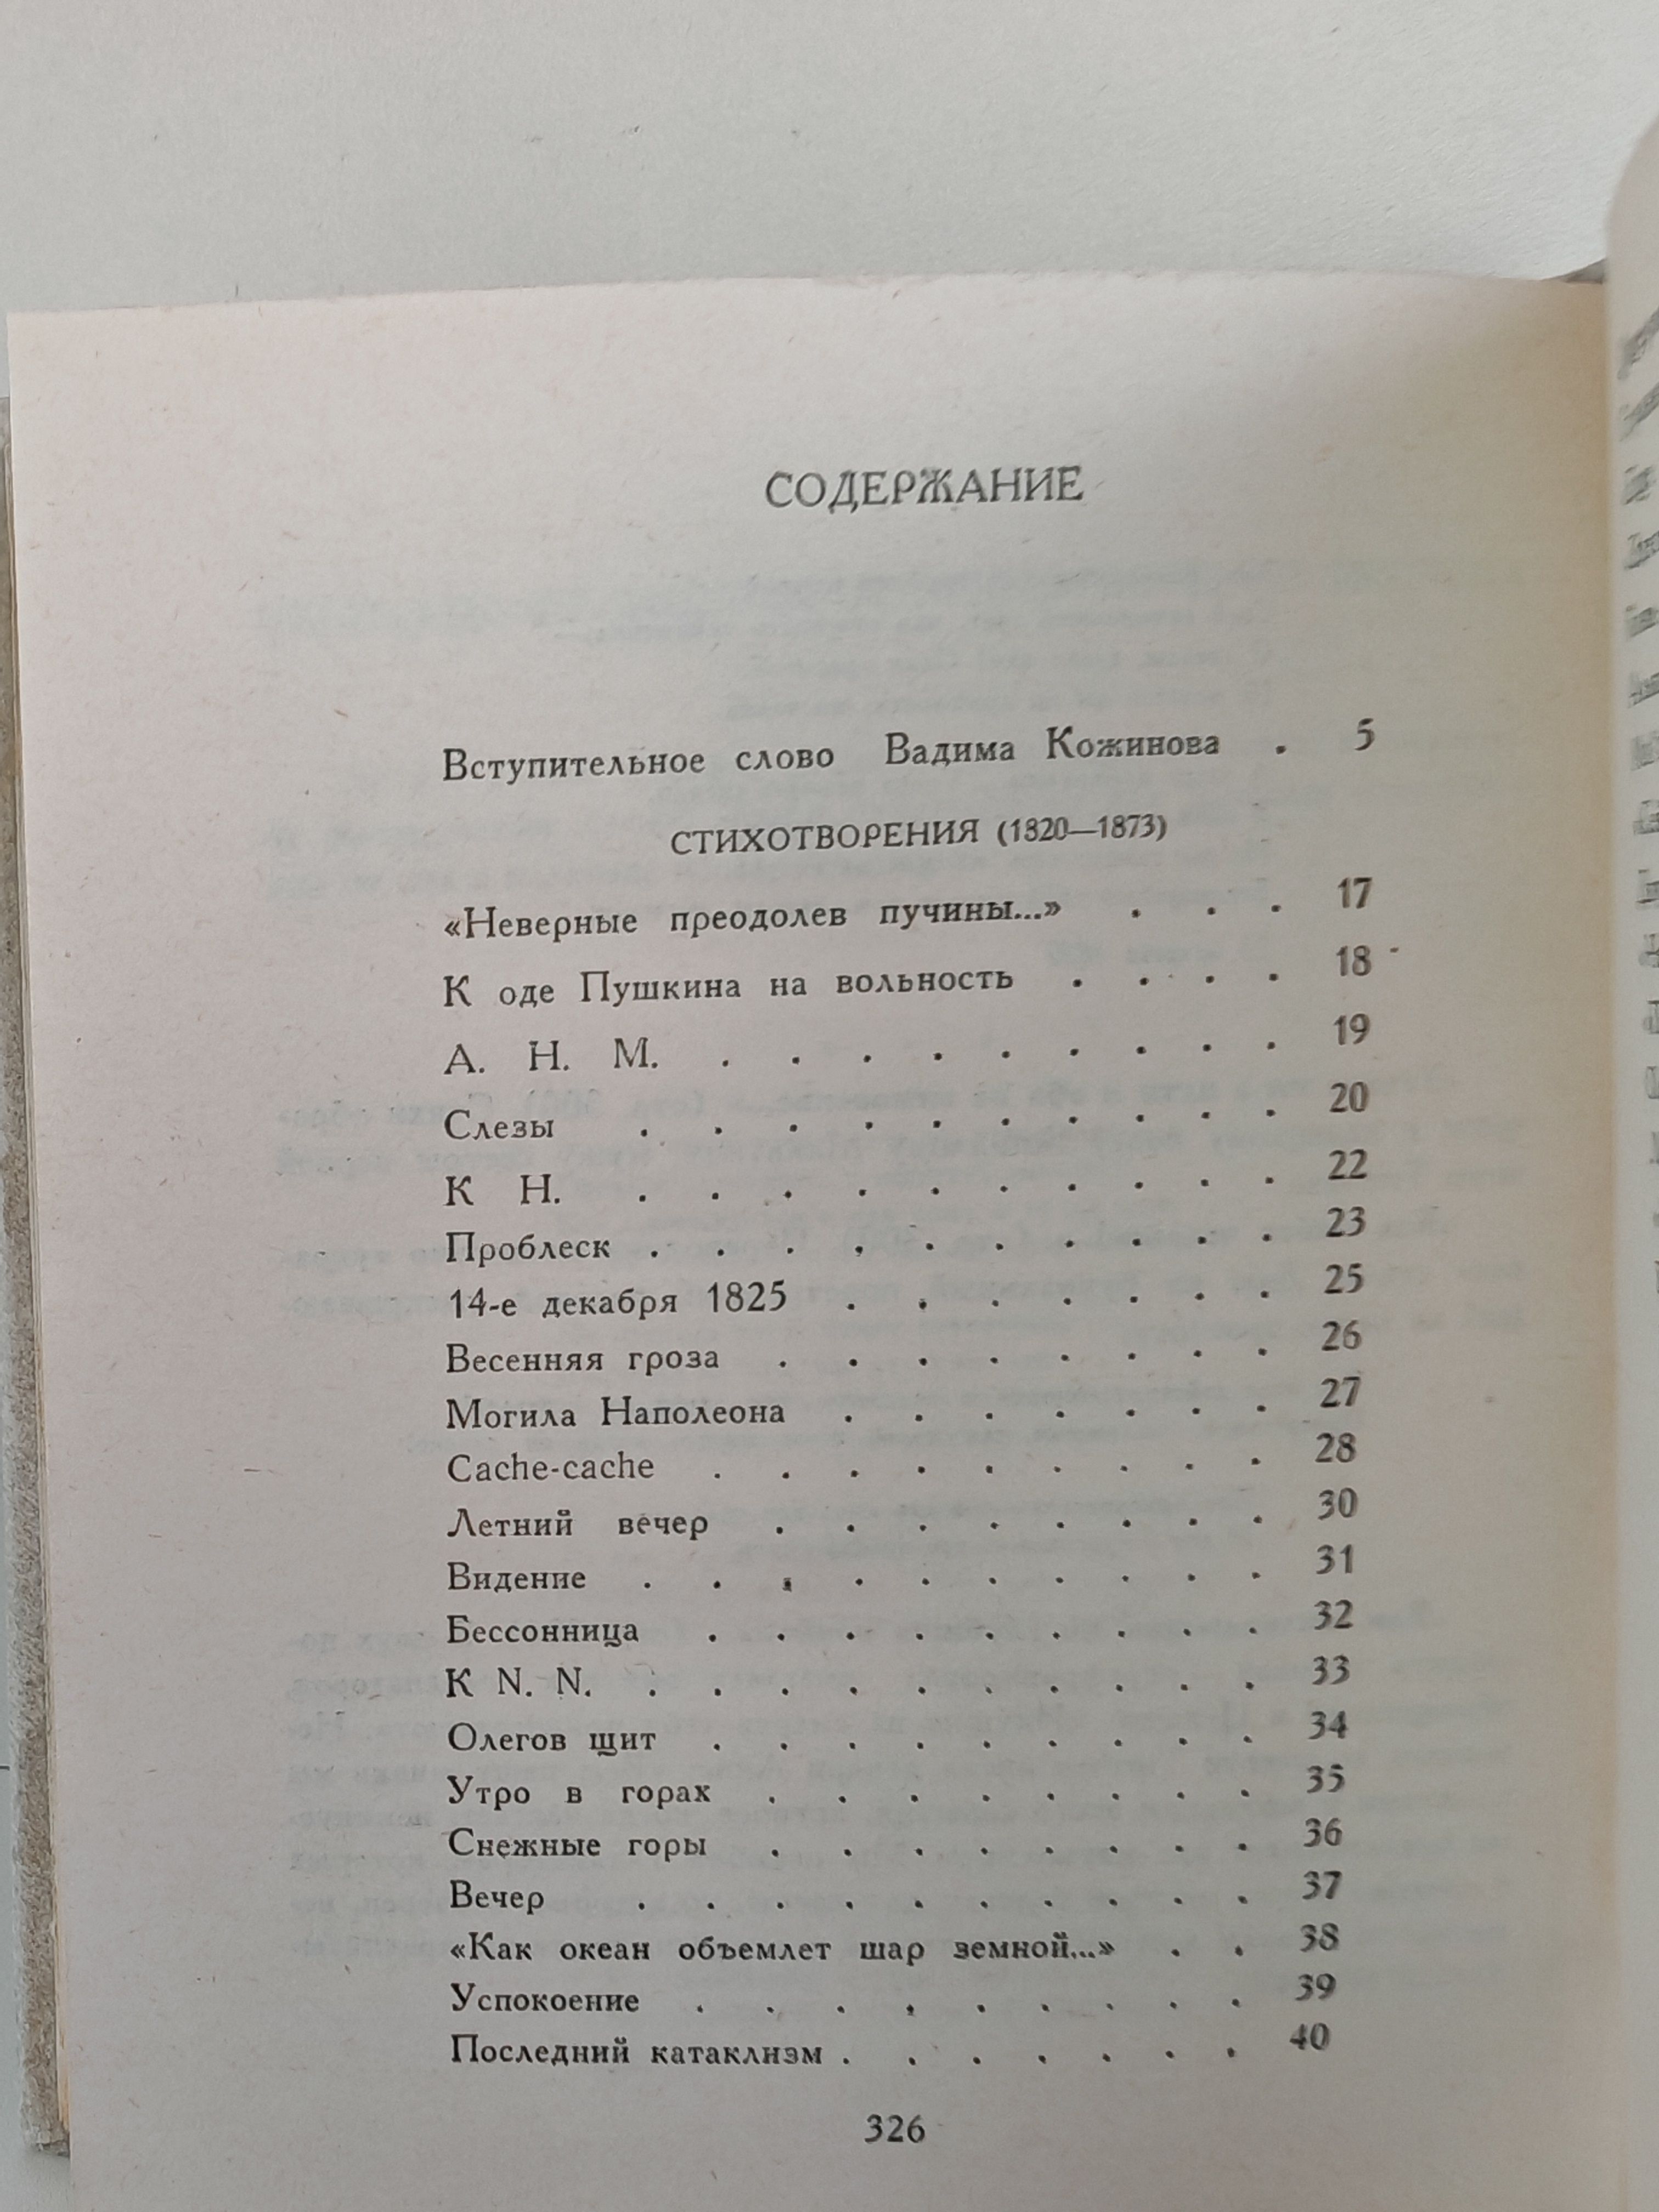 СОДЕРЖАНИЕ
Вступительное слово Вадима Кожинова . 5
СТИХОТВОРЕНИЯ (1820—1873)
«Неверные преодолев пучины...» . . . 17
К оде Пушкина на вольность . . . . 18
А. Н. М. . . . . . . . . . 19
Слезы . . . . . . . . . . 20
К Н. . . . . . . . . . . 22
Проблеск . . . . . . . . . . 23
14-е декабря 1825 . . . . . . . 25
Весенняя гроза . . . . . . . . 26
Могила Наполеона . . . . . . . 27
Cache-cache . . . . . . . . . 28
Летний вечер . . . . . . . . 30
Видение . . . . . . . . . . 31
Бессонница . . . . . . . . . 32
К N. N. . . . . . . . . . . 33
Олегов щит . . . . . . . . . 34
Утро в горах . . . . . . . . 35
Снежные горы . . . . . . . . 36
Вечер . . . . . . . . . . 37
«Как океан объемлет шар земной...» . . 38
Успокоение . . . . . . . . . 39
Последний катаклизм . . . . . . . 40
326